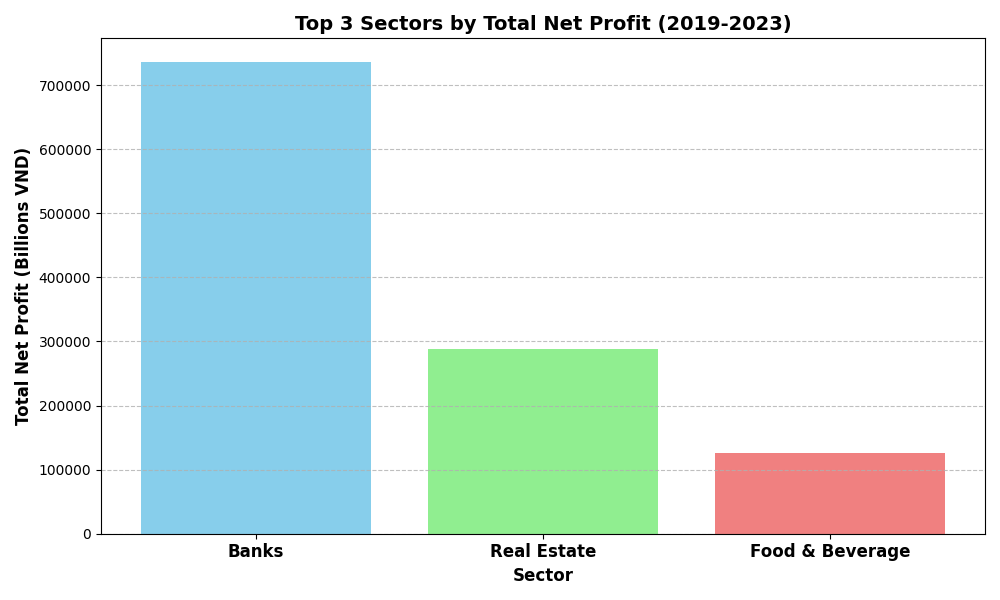 Top 3 Sectors by Total Net Profit (2019-2023)
Total Net Profit (Billions VND)
700000
600000
500000
400000
300000
200000
100000
0
Banks
Real Estate
Food & Beverage
Sector